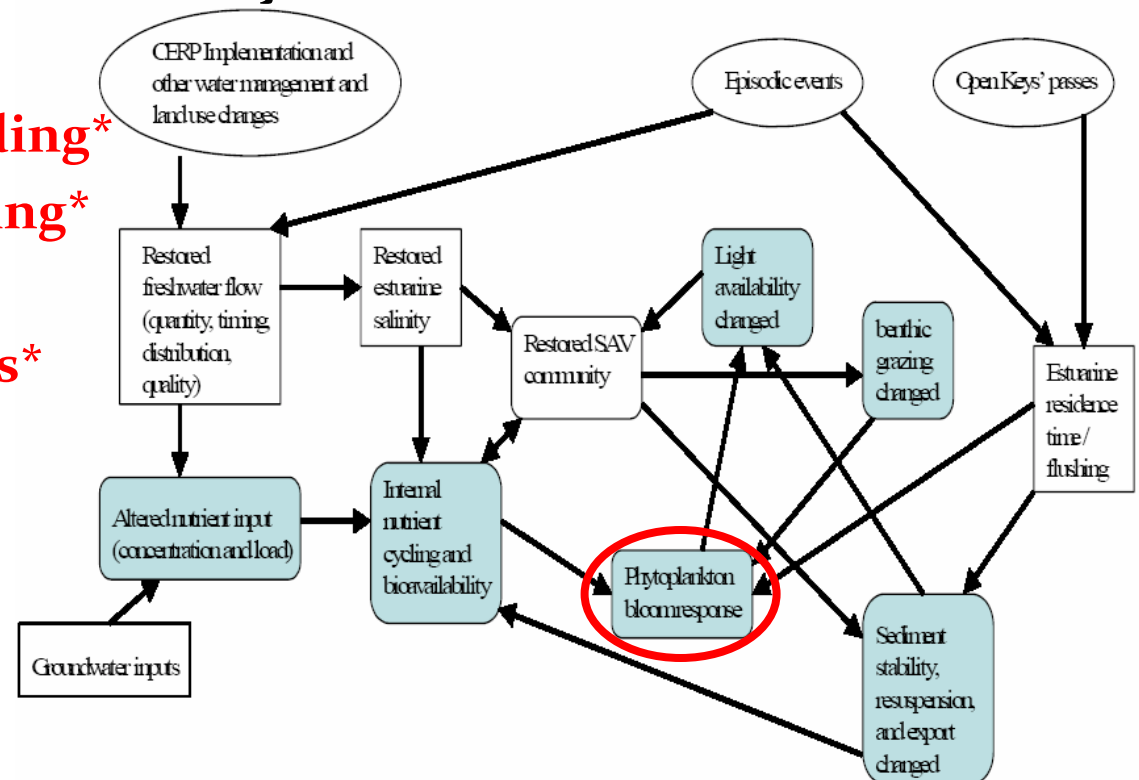 CERP Implementation and
other water management and
land use changes
Episodic events
Open Keys' passes
ding*
ing*
s*
Restored
freshwater flow
(quantity, timing,
distribution,
quality)
Restored
estuarine
salinity
Light
availability
changed
Restored SAV
community
benthic
grazing
changed
Estuarine
residence
time /
flushing
Altered nutrient input
(concentration and load)
Internal
nutrient
cycling and
bioavailability
Phytoplankton
bloom response
Sediment
stability,
resuspension,
and export
changed
Groundwater inputs